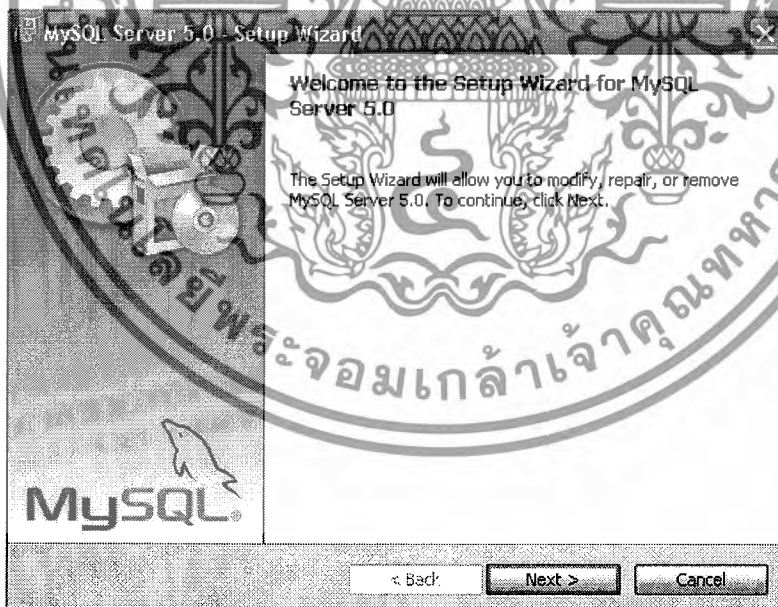 MySQL Server 5.0 - Setup Wizard
Welcome to the Setup Wizard for MySQL
Server 5.0
The Setup Wizard will allow you to modify, repair, or remove
MySQL Server 5.0. To continue, click Next.
พระจอมเกล้าเจ้าคุณทหาร
MySQL®
< Back
Next >
Cancel